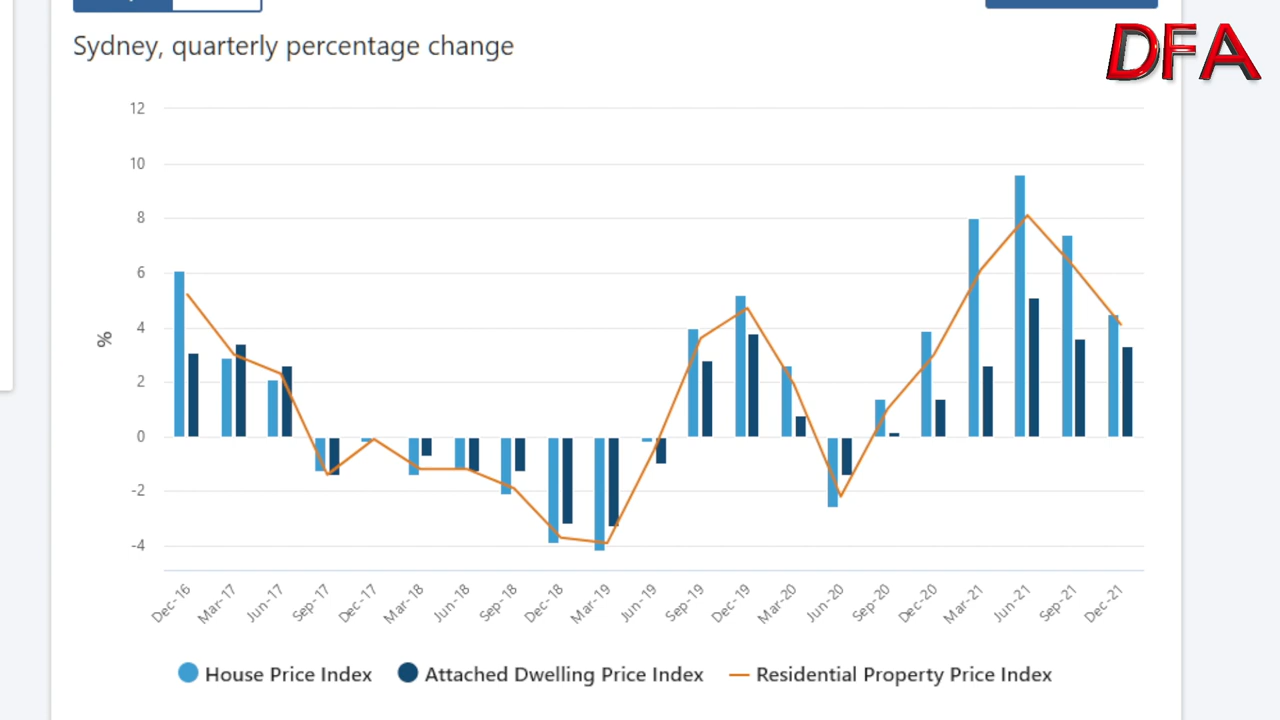 DFA
Sydney, quarterly percentage change
12
10
8
6
4
2
0
-2
-4
%
Dec-16 Mar-17 Jun-17 Sep-17 Dec-17 Mar-18 Jun-18 Sep-18 Dec-18 Mar-19 Jun-19 Sep-19 Dec-19 Mar-20 Jun-20 Sep-20 Dec-20 Mar-21 Jun-21 Sep-21 Dec-21
House Price Index Attached Dwelling Price Index Residential Property Price Index